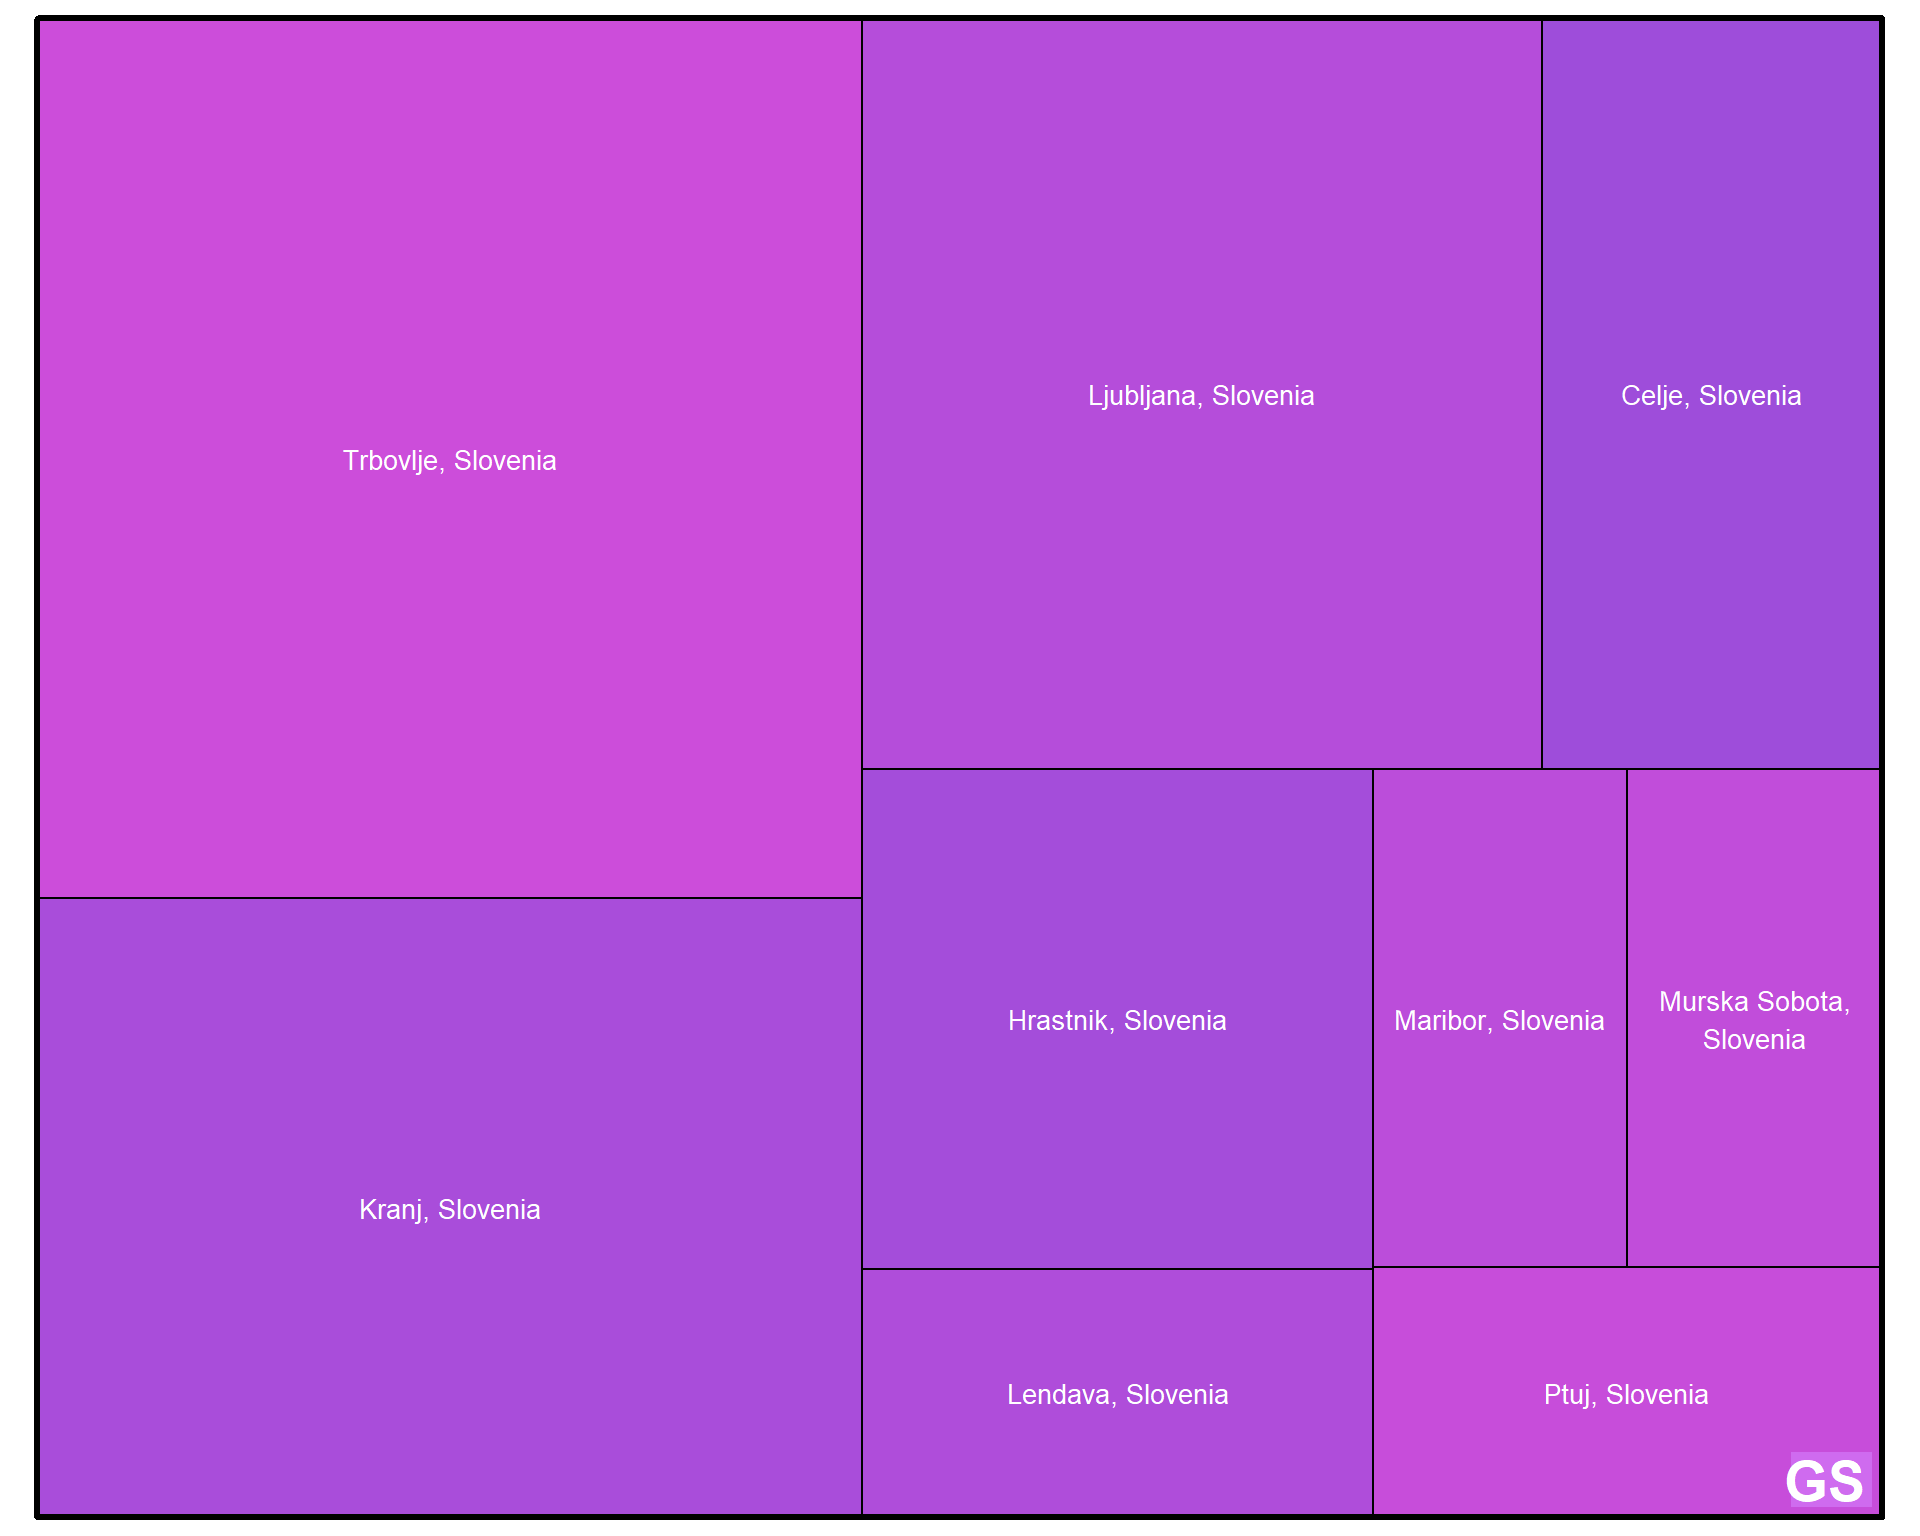 Ljubljana, Slovenia
Celje, Slovenia
Trbovlje, Slovenia
Murska Sobota,
Slovenia
Hrastnik, Slovenia
Maribor, Slovenia
Kranj, Slovenia
Lendava, Slovenia
Ptuj, Slovenia
GS